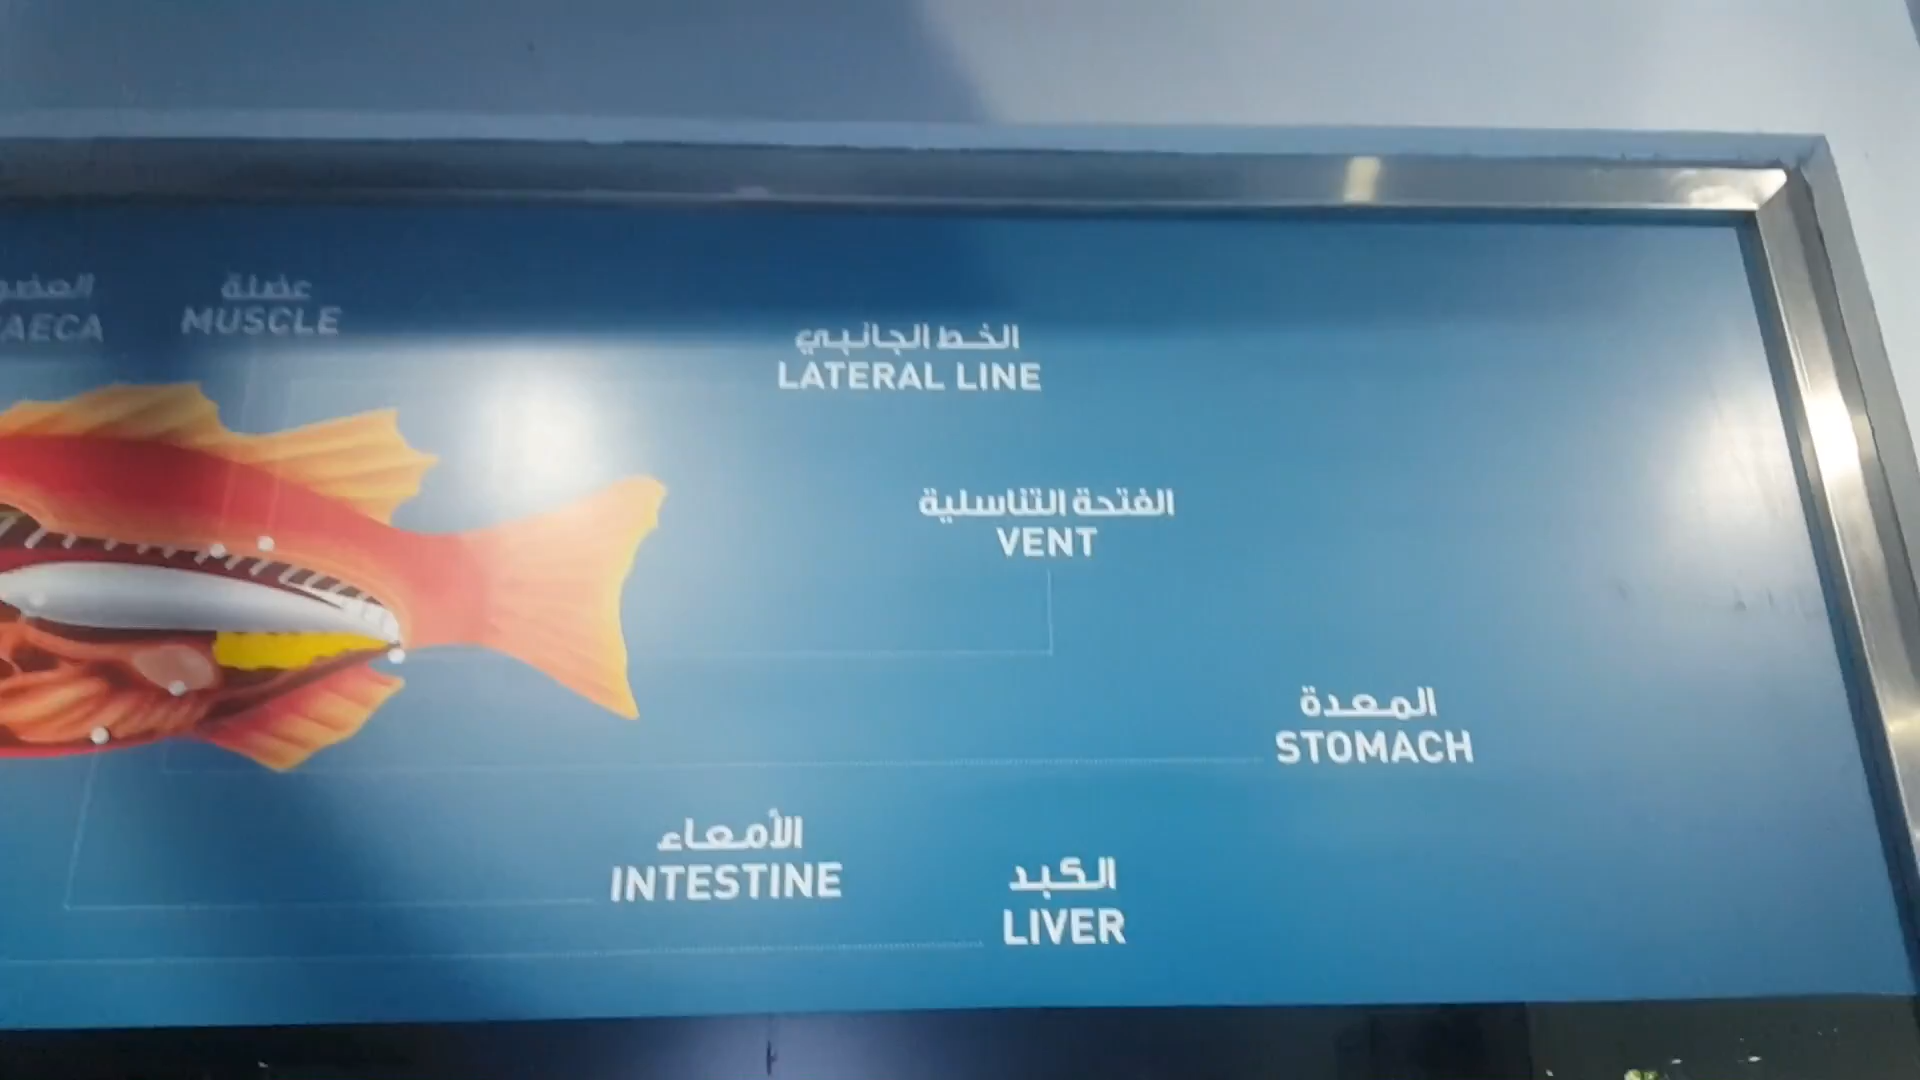 عضلة
MUSCLE
الخط الجانبي
LATERAL LINE
الفتحة التناسلية
VENT
المعدة
STOMACH
الأمعاء
INTESTINE
الكبد
LIVER